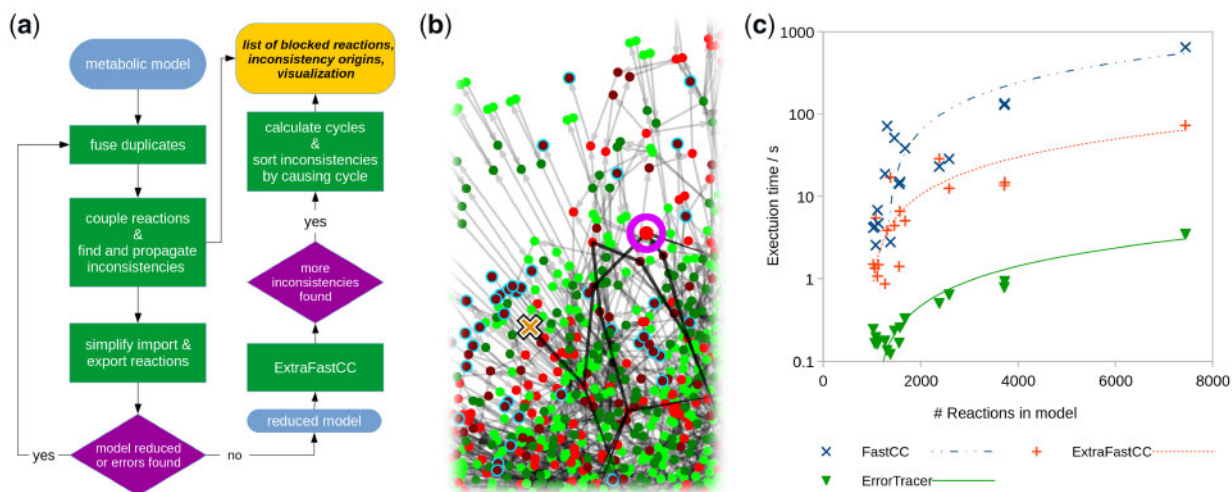 (a)
metabolic model
fuse duplicates
couple reactions
&
find and propagate
inconsistencies
simplify import &
export reactions
model reduced
or errors found
yes
no
list of blocked reactions,
inconsistency origins,
visualization
calculate cycles
&
sort inconsistencies
by causing cycle
yes
more
inconsistencies
found
ExtraFastCC
reduced model
(b)
(c)
Exectuion time / s
1000
100
10
1
0.1
0 2000 4000 6000 8000
# Reactions in model
FastCC ExtraFastCC
ErrorTracer